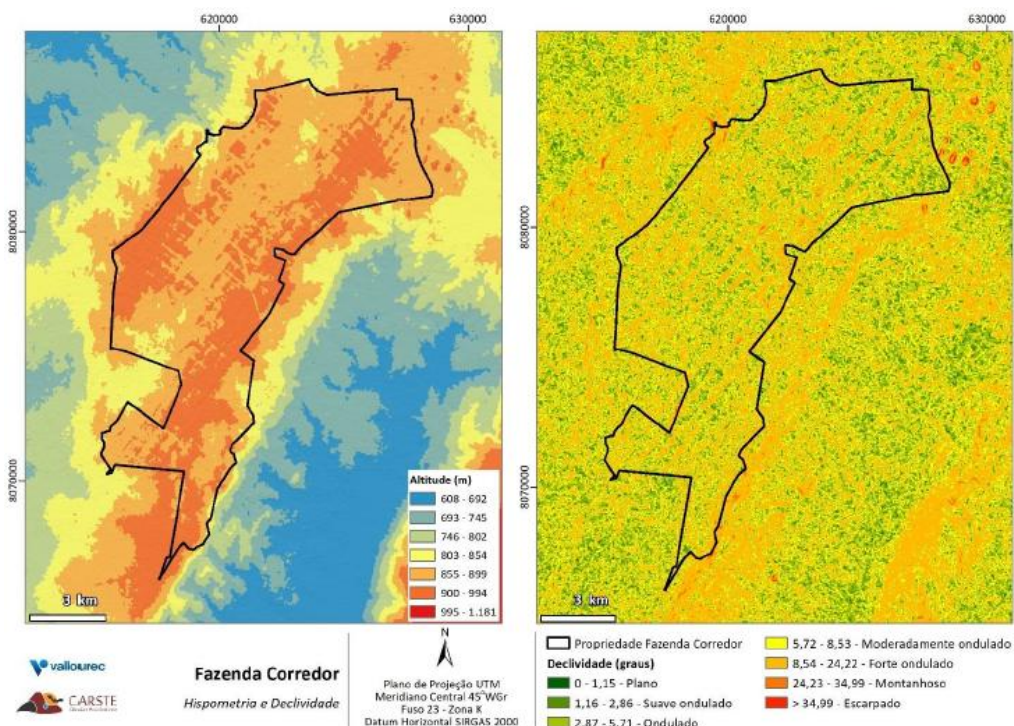 620000
630000
620000
630000
8080000
8070000
8080000
8070000
Altitude (m)
608 - 692
693 - 745
746 - 802
803 - 854
855 - 899
900 - 994
995 - 1.181
3 km
3 km
vallourec
CARSTE
Fazenda Corredor
Hispometria e Declividade
N
Plano de Projeção UTM
Meridiano Central 45°WGr
Fuso 23 - Zona K
Datum Horizontal SIRGAS 2000
Propriedade Fazenda Corredor
Declividade (graus)
0 - 1,15 - Plano
1,16 - 2,86 - Suave ondulado
2,87 - 5,71 - Ondulado
5,72 - 8,53 - Moderadamente ondulado
8,54 - 24,22 - Forte ondulado
24,23 - 34,99 - Montanhoso
> 34,99 - Escarpado